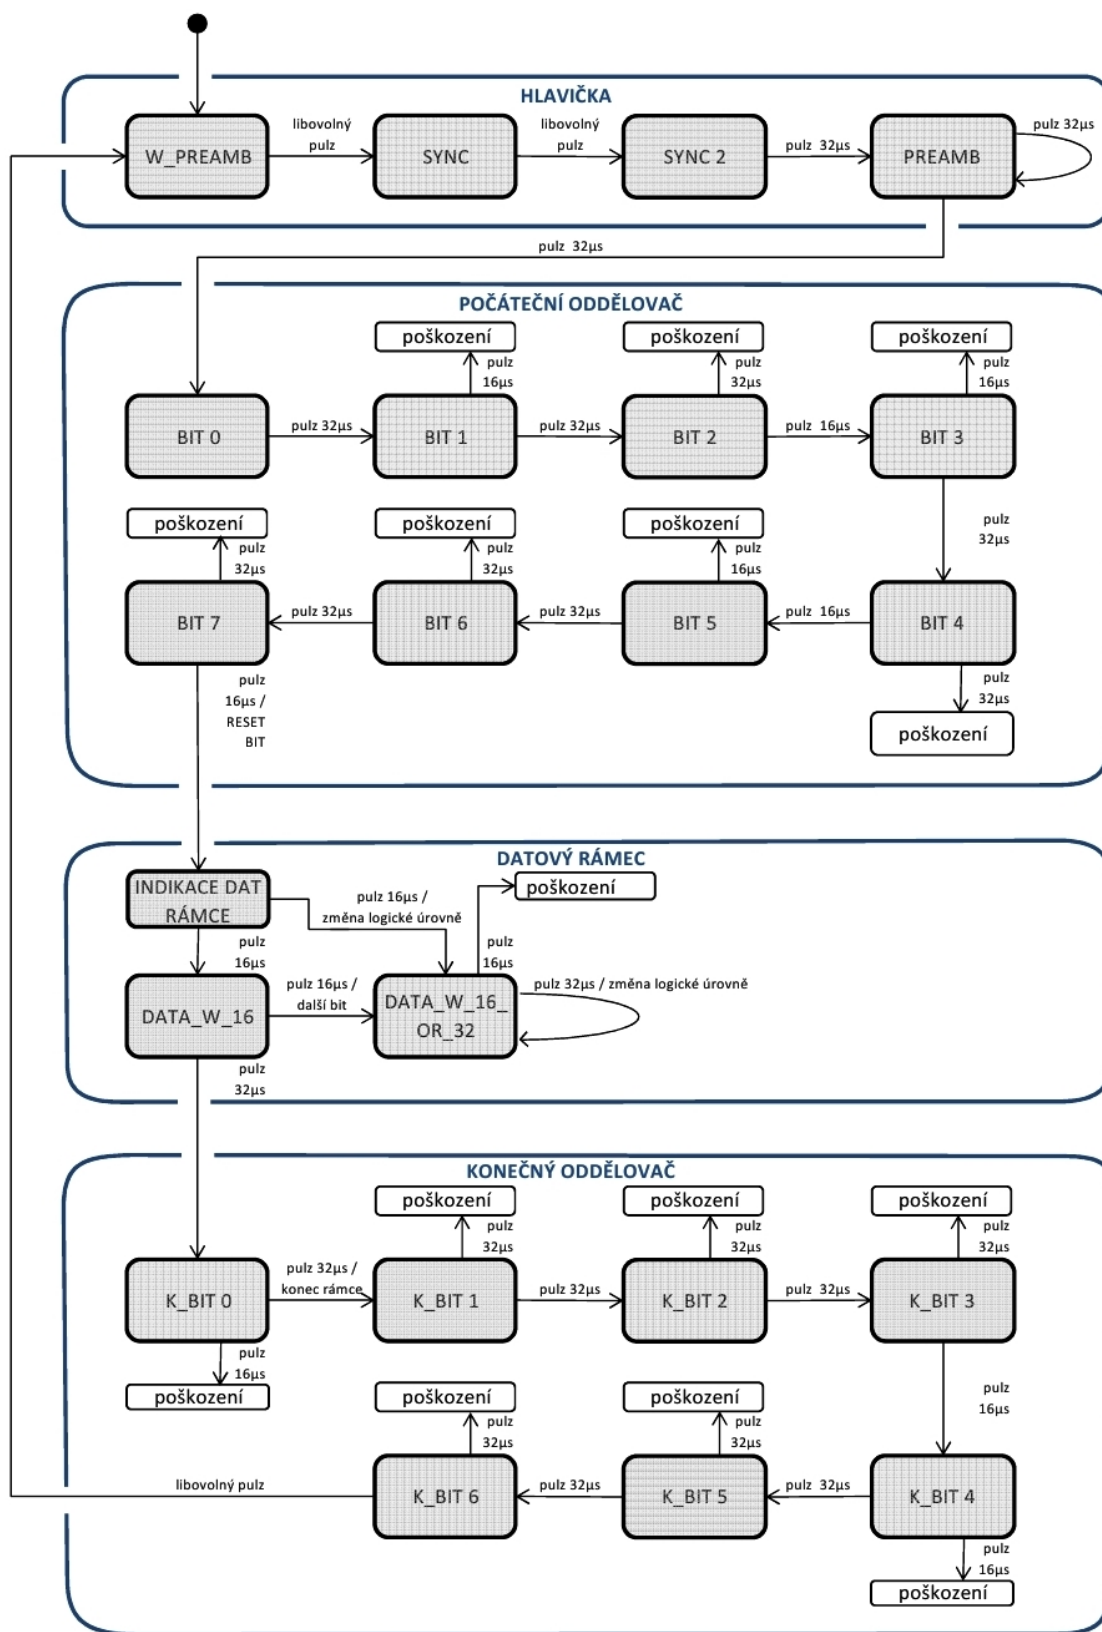 HLAVIČKA
W_PREAMB
libovolný
pulz
SYNC
libovolný
pulz
SYNC 2
pulz 32µs
PREAMB
pulz 32µs
pulz 32µs
POČÁTEČNÍ ODDĚLOVAČ
poškození
poškození
poškození
pulz
16µs
pulz
32µs
pulz
16µs
BIT 0
pulz 32µs
BIT 1
pulz 32µs
BIT 2
pulz 16µs
BIT 3
poškození
poškození
poškození
pulz
32µs
pulz
32µs
pulz
32µs
pulz
16µs
BIT 7
pulz 32µs
BIT 6
pulz 32µs
BIT 5
pulz 16µs
BIT 4
pulz
16µs /
RESET
BIT
pulz
32µs
poškození
DATOVÝ RÁMEC
INDIKACE DAT
RÁMCE
pulz 16µs /
změna logické úrovně
poškození
pulz
16µs
pulz
16µs
DATA_W_16
pulz 16µs /
další bit
DATA_W_16_
OR_32
pulz 32µs / změna logické úrovně
pulz
32µs
KONEČNÝ ODDĚLOVAČ
poškození
poškození
poškození
pulz
32µs
pulz
32µs
pulz
32µs
K_BIT 0
pulz 32µs /
konec rámce
K_BIT 1
pulz 32µs
K_BIT 2
pulz 32µs
K_BIT 3
pulz
16µs
poškození
poškození
poškození
pulz
16µs
pulz
32µs
pulz
32µs
libovolný pulz
K_BIT 6
pulz 32µs
K_BIT 5
pulz 32µs
K_BIT 4
pulz
16µs
poškození